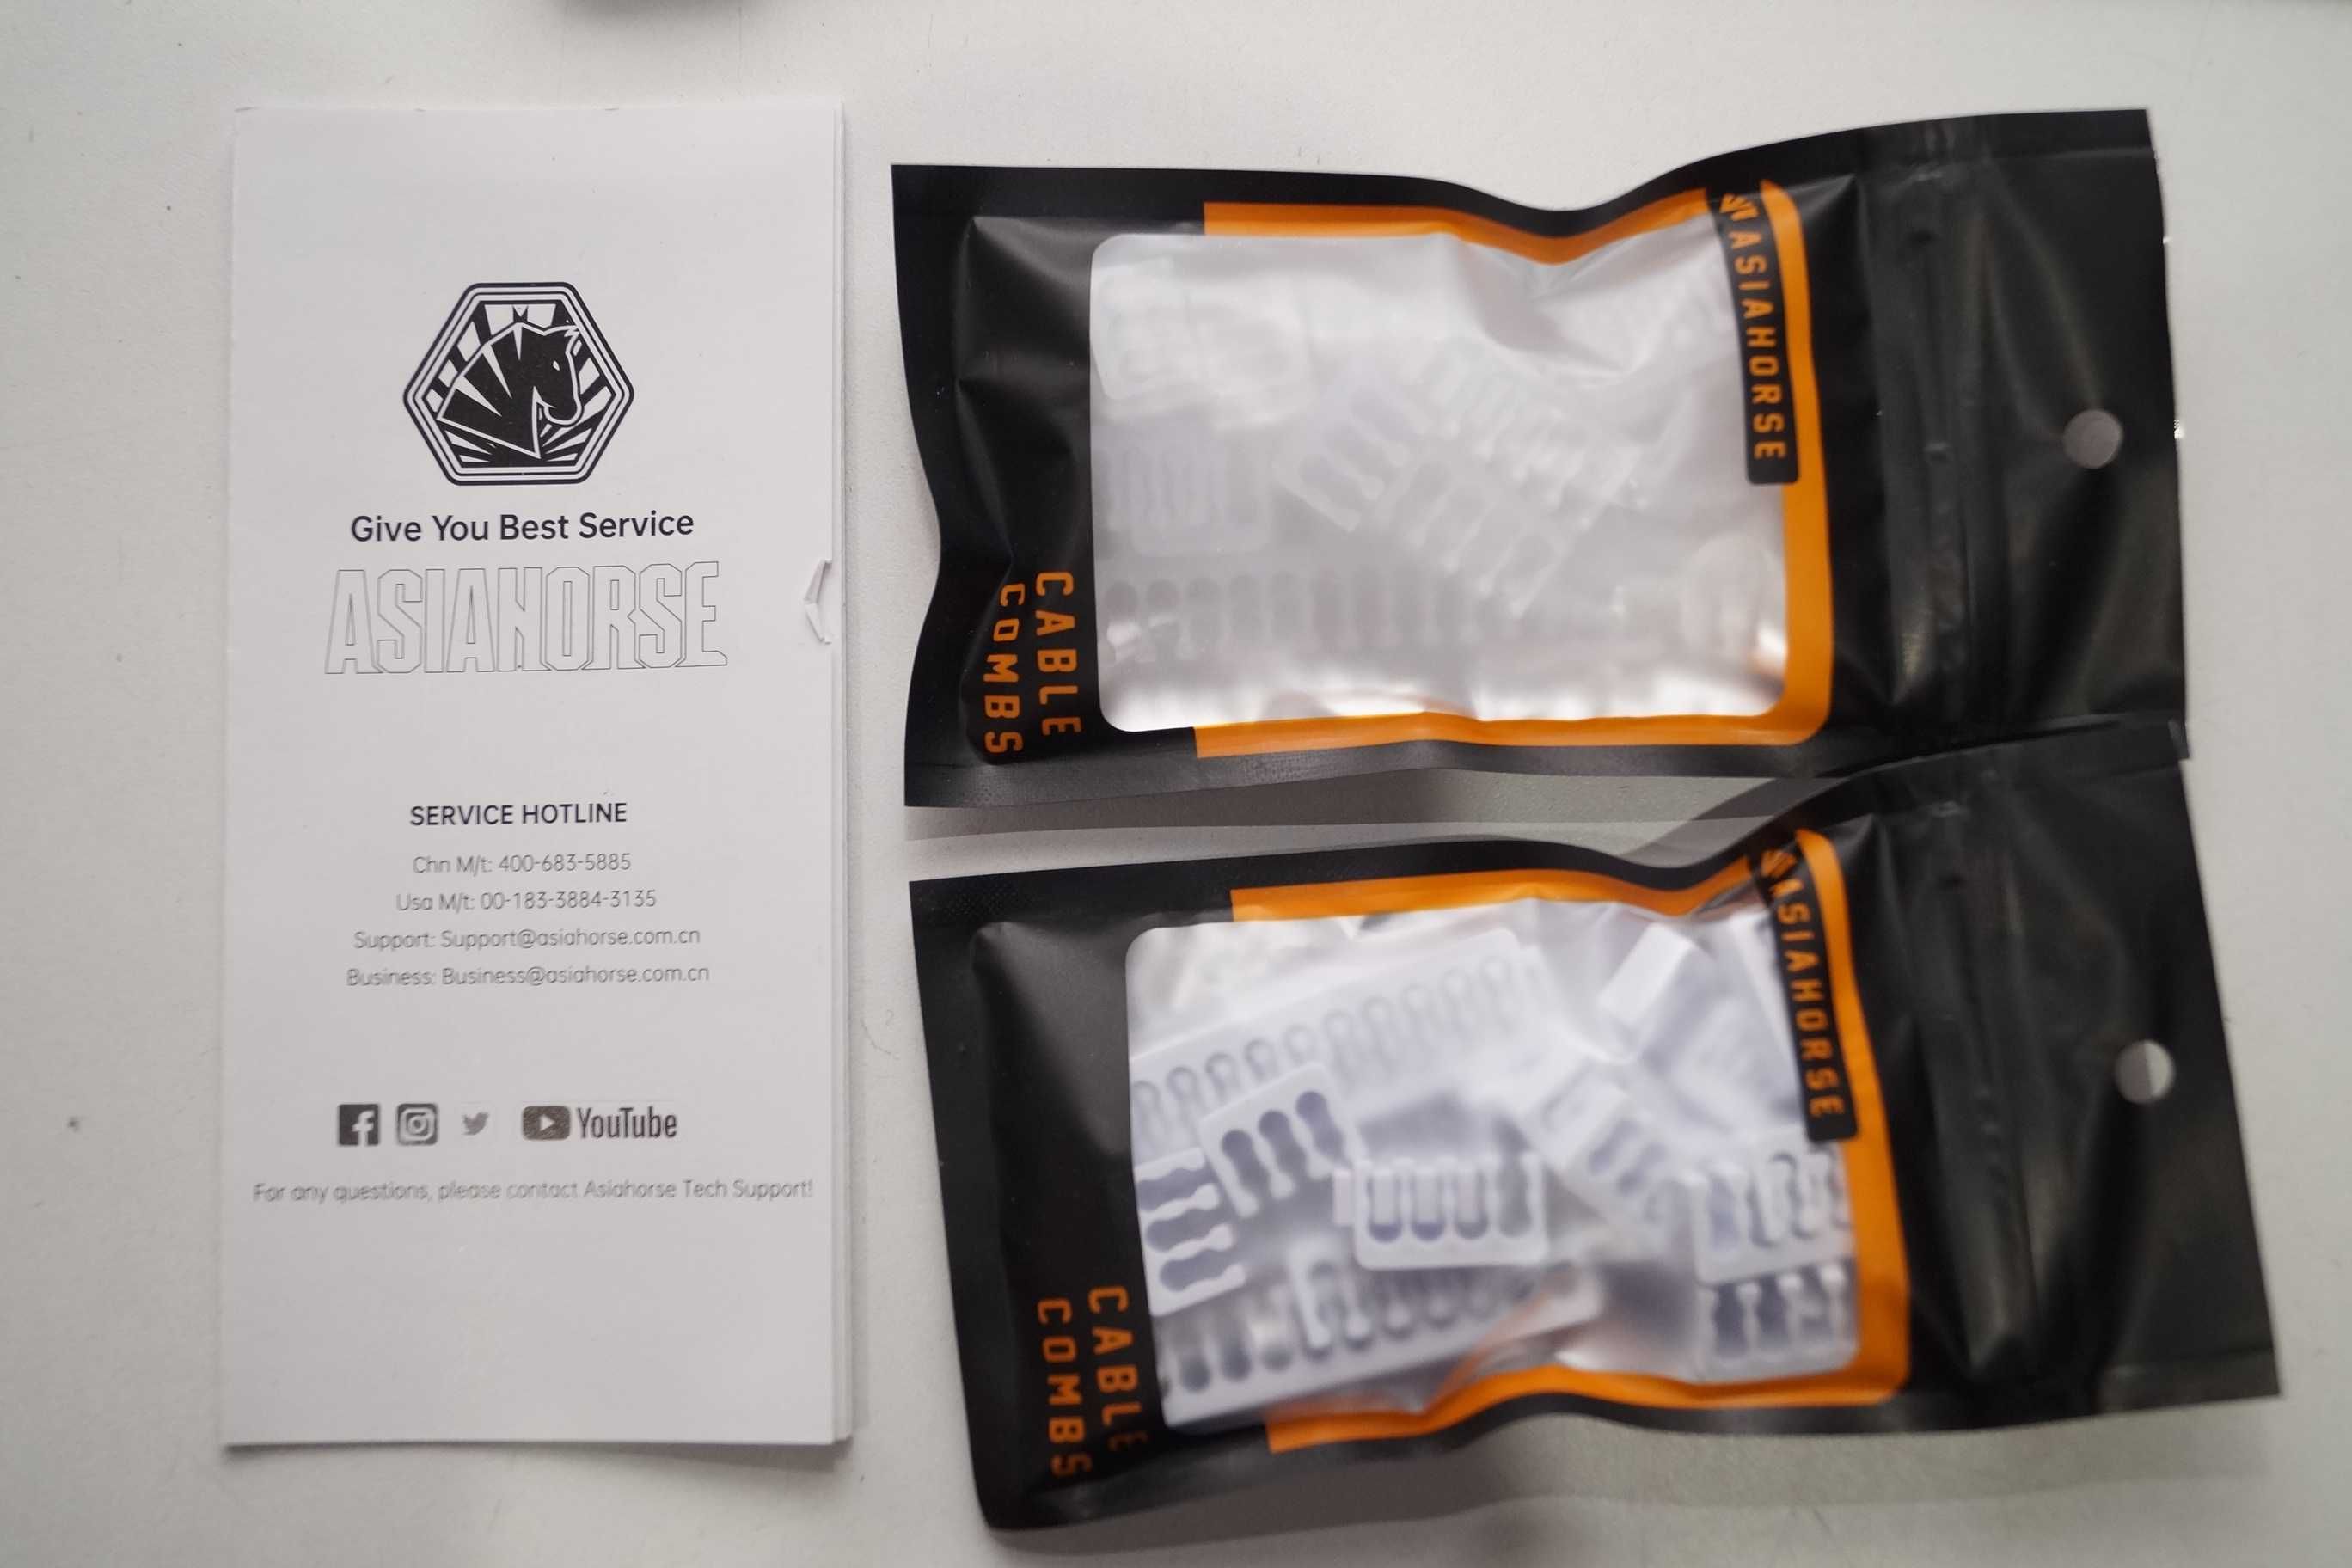 Give You Best Service
ASIAHORSE
SERVICE HOTLINE
Chn M/t: 400-683-5885
Usa M/t: 00-183-3884-3135
Support: Support@asiahorse.com.cn
Business: Business@asiahorse.com.cn
YouTube
For any questions, please contact Asiahorse Tech Support!
ASIAHORSE
CABLE
COMBS
ASIAHORSE
CABLE
COMBS